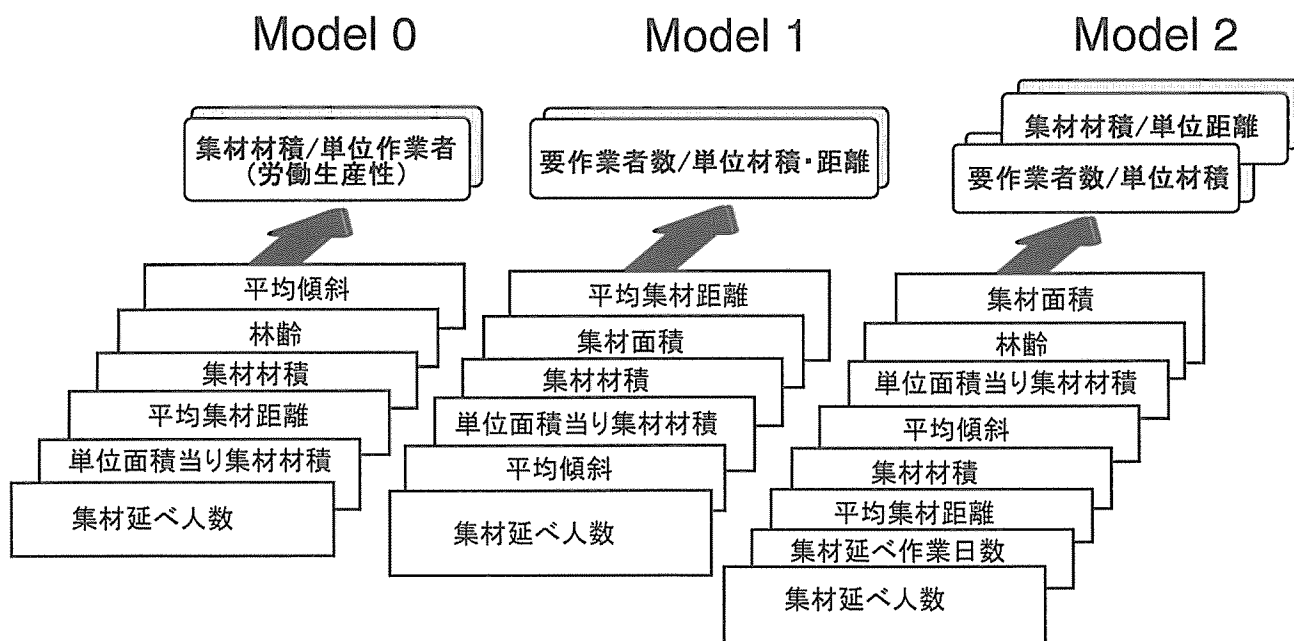 Model 0
集材材積/単位作業者
(労働生産性)
平均傾斜
林齢
集材材積
平均集材距離
単位面積当り集材材積
集材延べ人数
Model 1
要作業者数/単位材積・距離
平均集材距離
集材面積
集材材積
単位面積当り集材材積
平均傾斜
集材延べ人数
Model 2
集材材積/単位距離
要作業者数/単位材積
集材面積
林齢
単位面積当り集材材積
平均傾斜
集材材積
平均集材距離
集材延べ作業日数
集材延べ人数